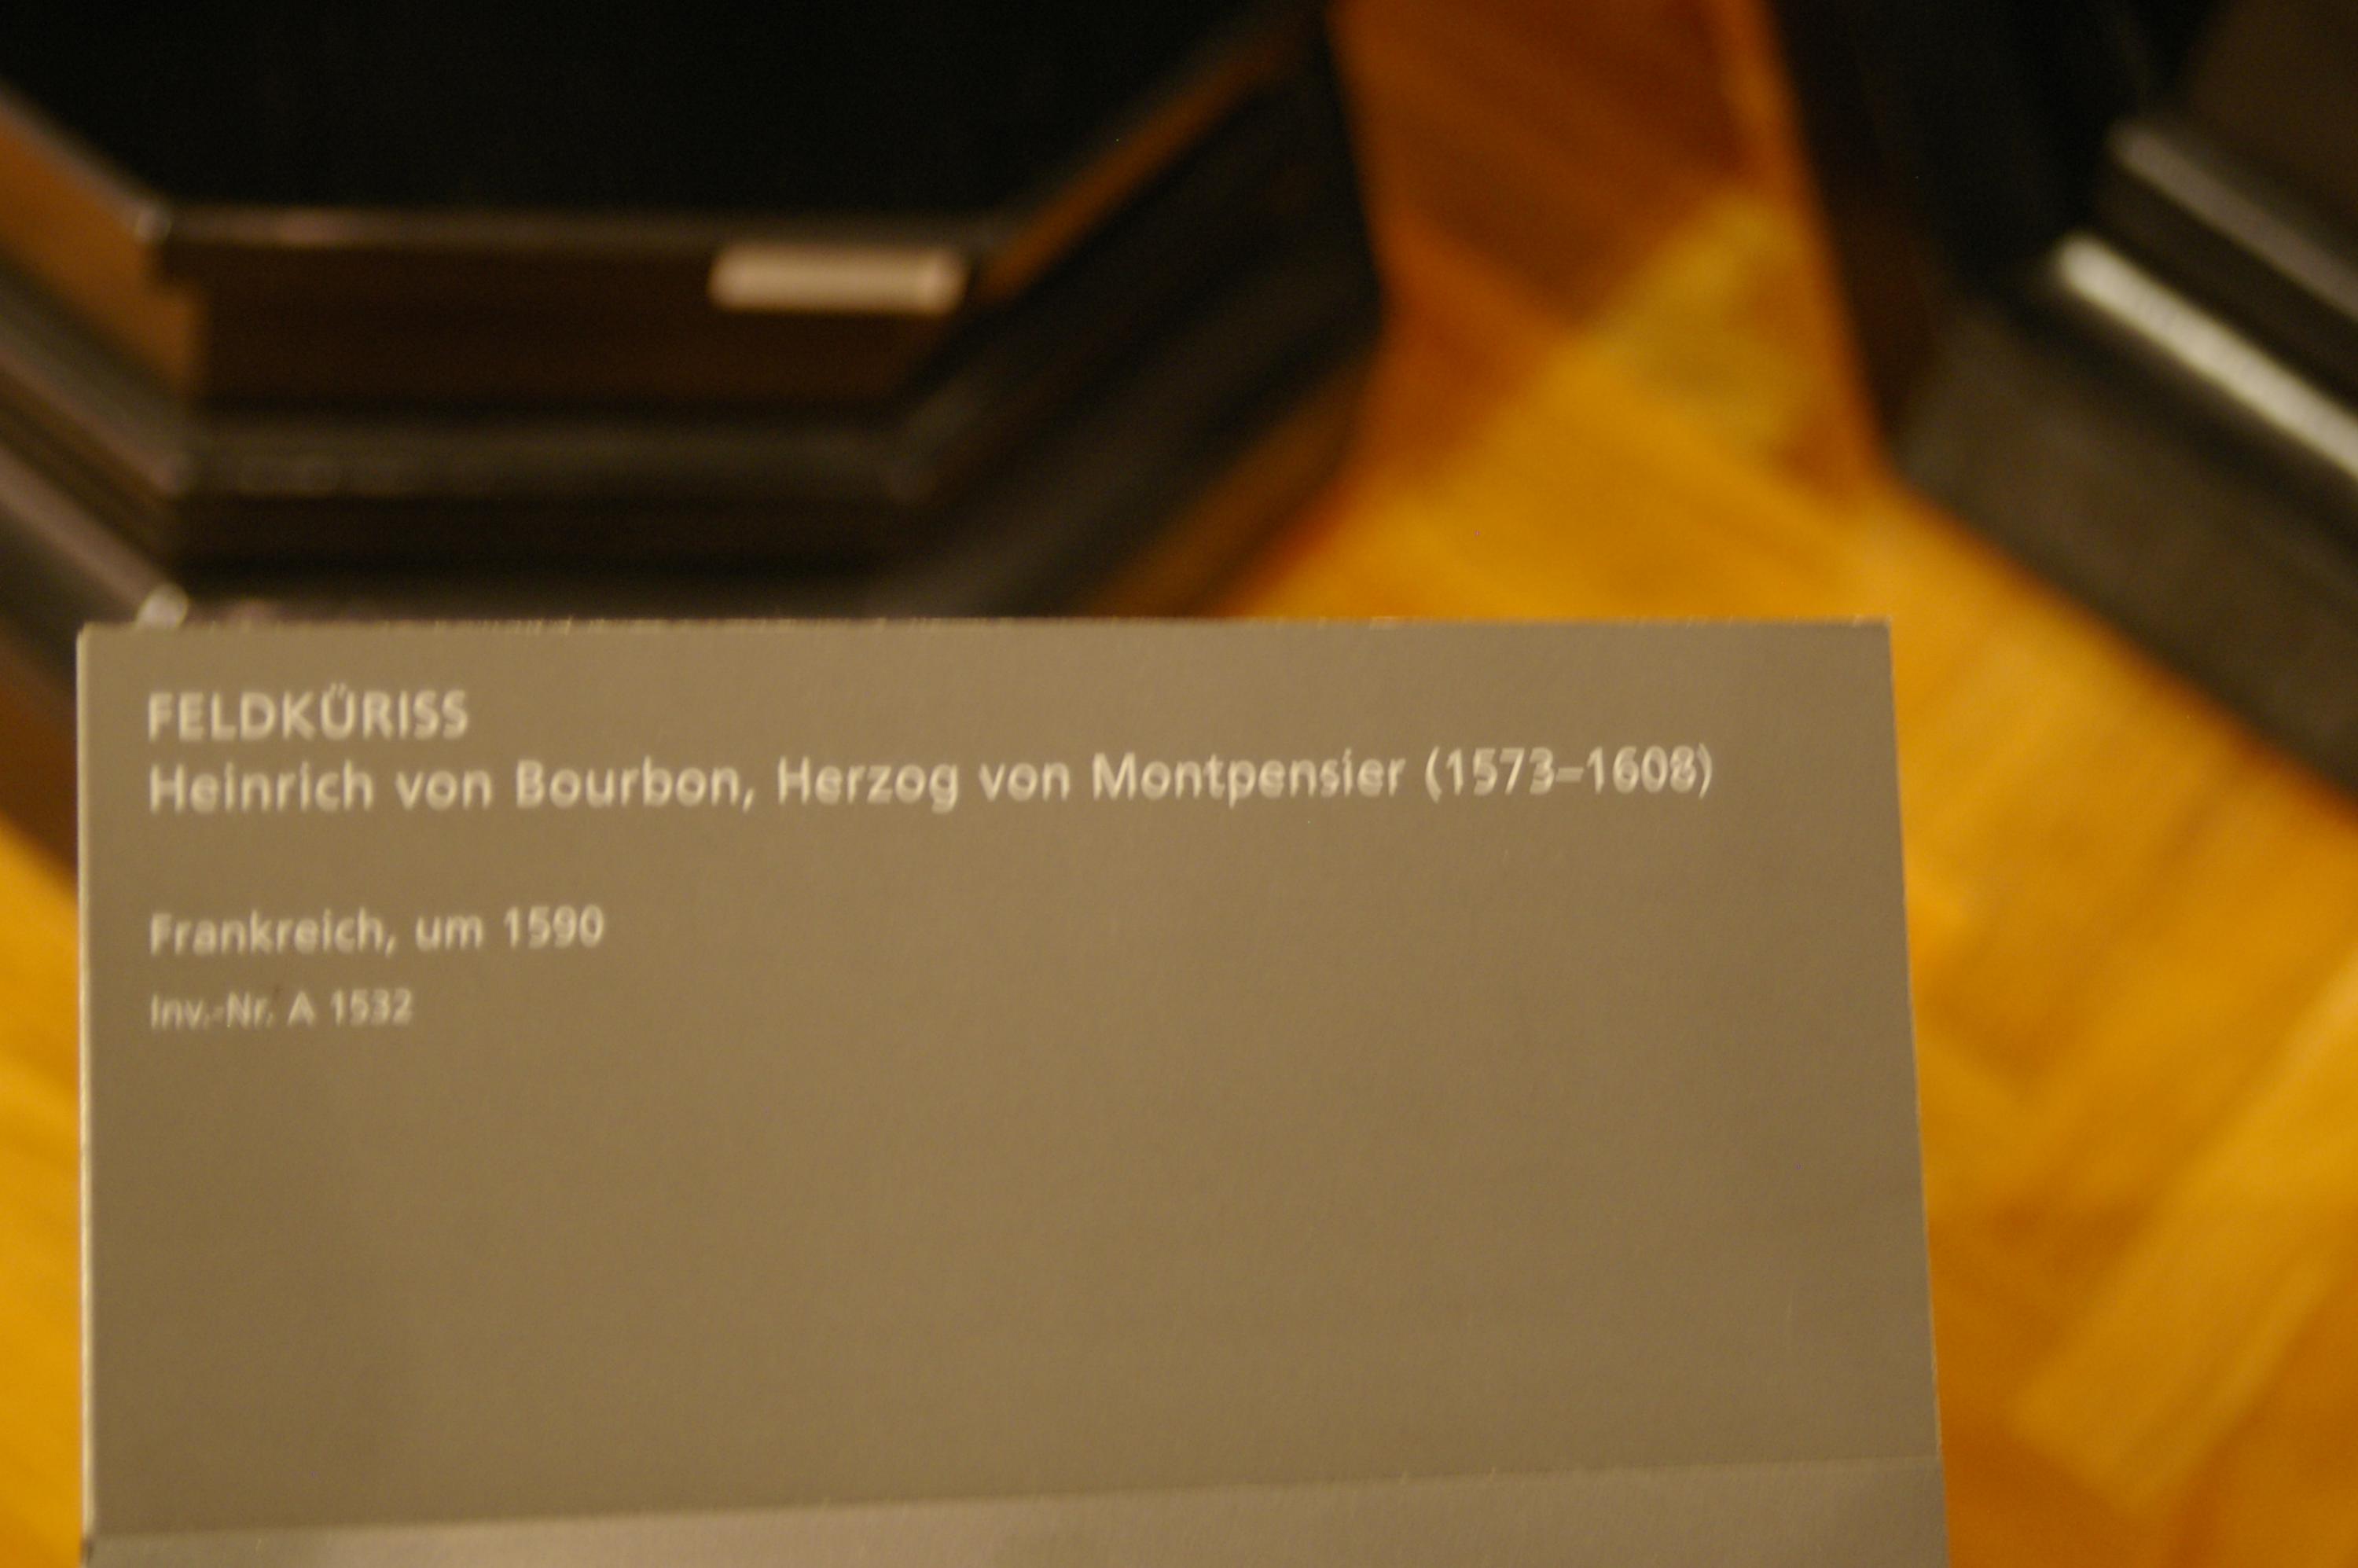 FELDKÜRISS
Heinrich von Bourbon, Herzog von Montpensier (1573–1608)
Frankreich, um 1590
Inv.-Nr. A 1532